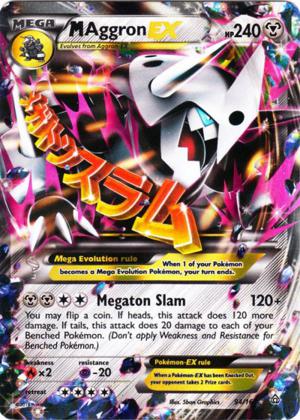 MEGA
M Aggron EX
HP240
Evolves from Aggron-EX
メガトンスラム
Mega Evolution rule
When 1 of your Pokémon
becomes a Mega Evolution Pokémon, your turn ends.
Megaton Slam 120+
You may flip a coin. If heads, this attack does 120 more
damage. If tails, this attack does 20 damage to each of your
Benched Pokémon. (Don't apply Weakness and Resistance for
Benched Pokémon.)
weakness
×2
resistance
-20
retreat
Pokémon-EX rule
When a Pokémon-EX has been Knocked Out,
your opponent takes 2 Prize cards.
Illus. 5ban Graphics